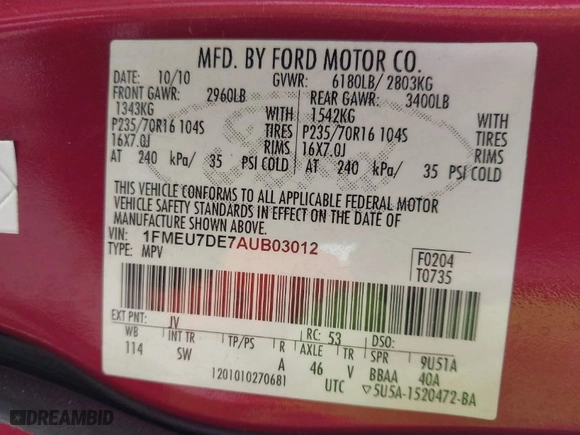 MFD. BY FORD MOTOR CO.
DATE: 10/10 GVWR: 6180LB/ 2803KG
FRONT GAWR: 2960LB REAR GAWR: 3400LB
1343KG WITH 1542KG WITH
P235/70R16 104S TIRES P235/70R16 104S TIRES
16X7.0J RIMS 16X7.0J RIMS
AT 240 kPa/ 35 PSI COLD AT 240 kPa/ 35 PSI COLD
THIS VEHICLE CONFORMS TO ALL APPLICABLE FEDERAL MOTOR
VEHICLE SAFETY STANDARDS IN EFFECT ON THE DATE OF
MANUFACTURE SHOWN ABOVE.
VIN: 1FMEU7DE7AUB03012
TYPE: MPV
F0204
T0735
EXT PNT: JV RC: 53 DSO:
WB INT TR TP/PS R AXLE TR SPR 9U51A
114 SW A 46 V BBAA 40A
1201010270681 UTC 5U5A-1520472-BA
DREAMBID